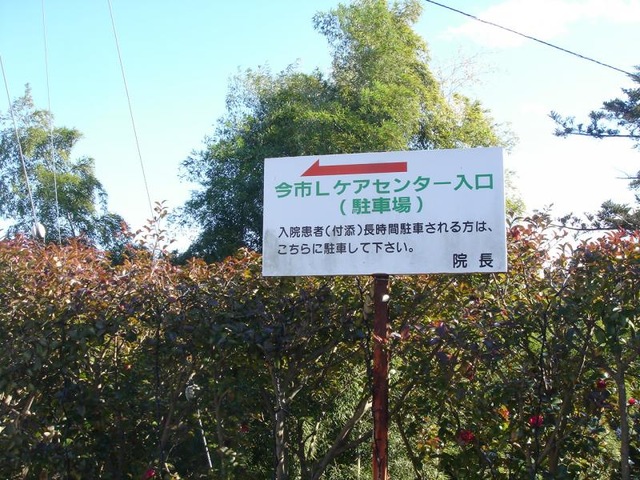 今市Lケアセンター入口
(駐車場)
入院患者(付添)長時間駐車される方は、
こちらに駐車して下さい。
院長